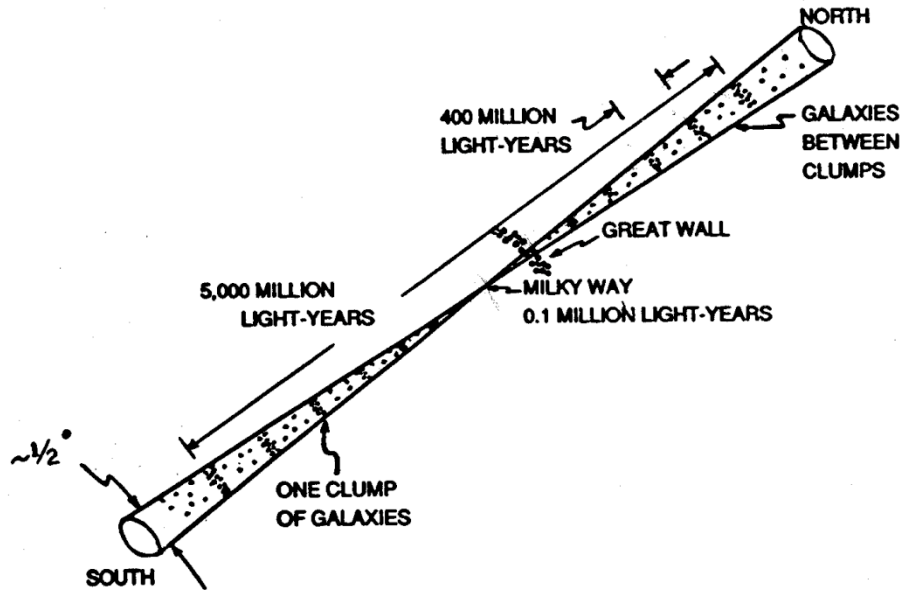 NORTH
400 MILLION
LIGHT-YEARS
GALAXIES
BETWEEN
CLUMPS
GREAT WALL
5,000 MILLION
LIGHT-YEARS
MILKY WAY
0.1 MILLION LIGHT-YEARS
~1/2°
ONE CLUMP
OF GALAXIES
SOUTH